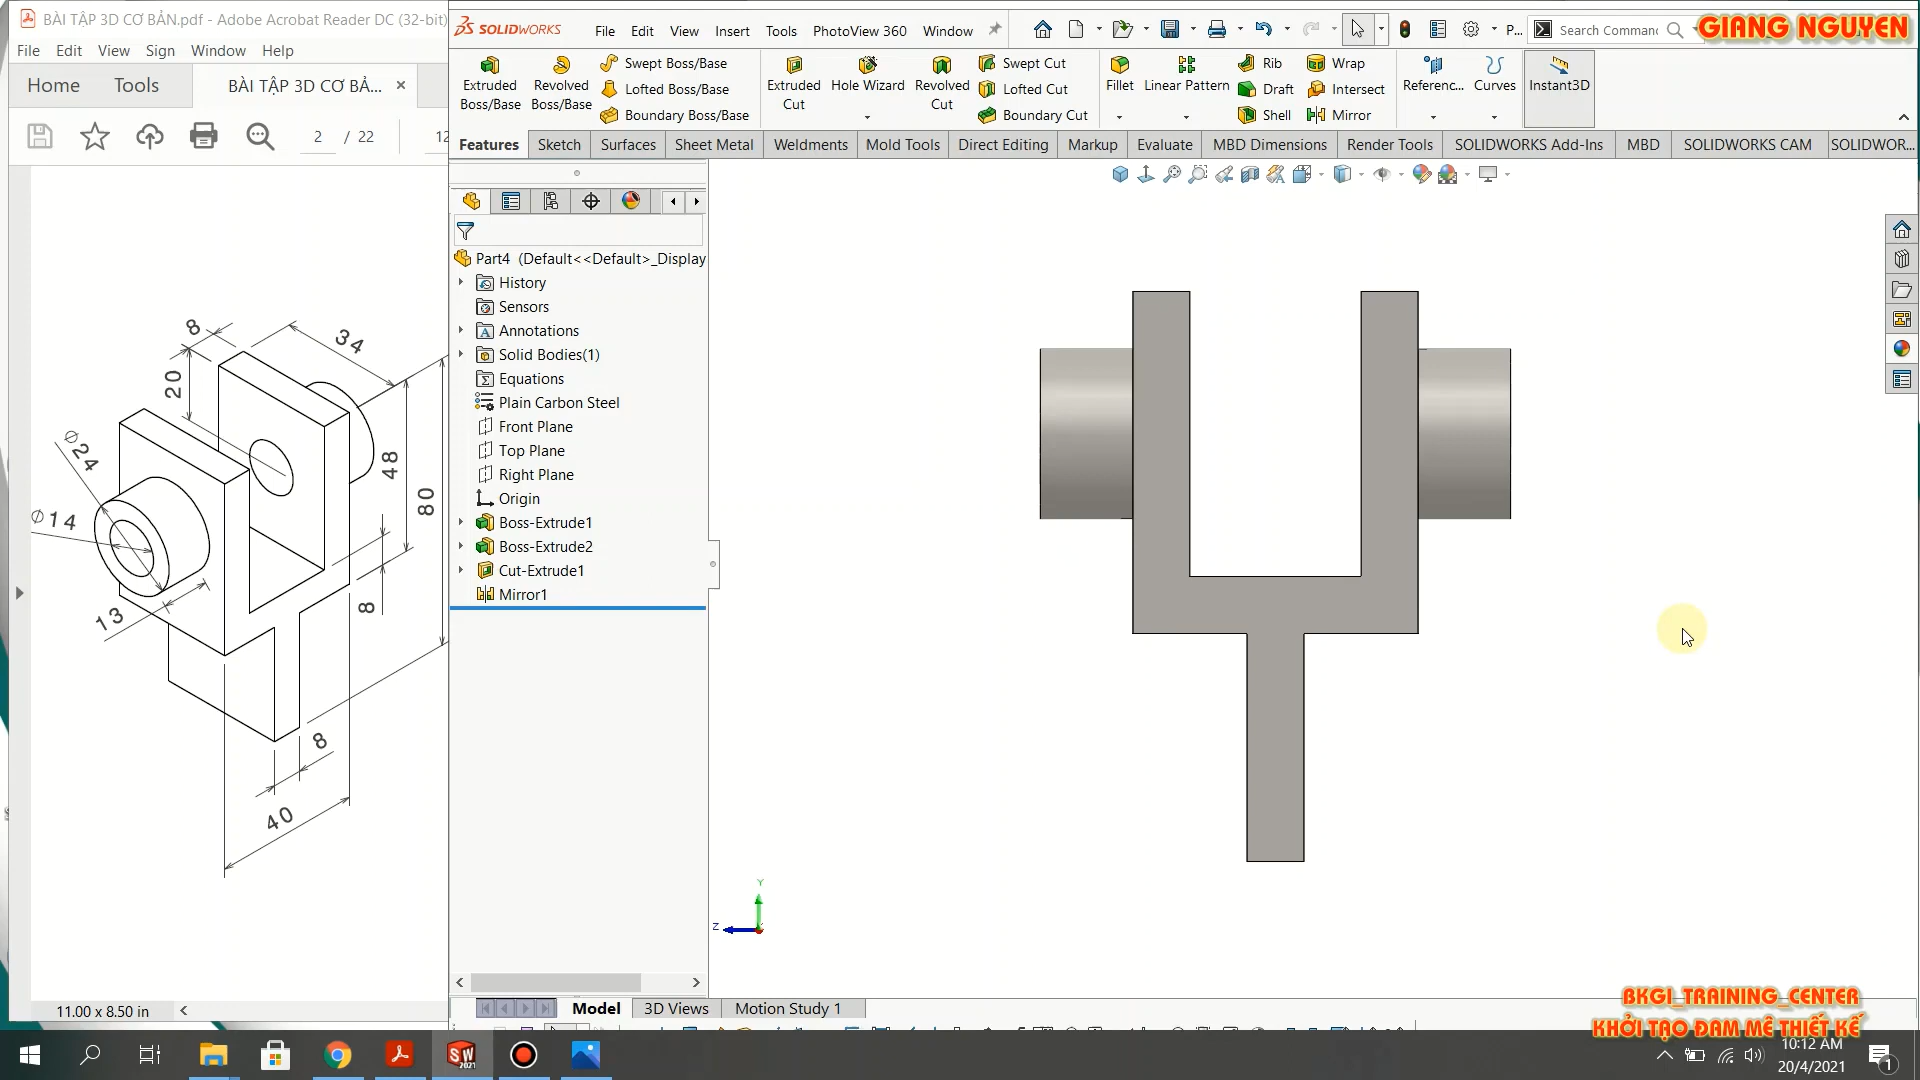 BÀI TẬP 3D CƠ BẢN.pdf - Adobe Acrobat Reader DC (32-bit)
File Edit View Sign Window Help
Home Tools BÀI TẬP 3D CƠ BẢ... ×
2 / 22
8
34
20
⌀24
48
80
⌀14
13
8
8
40
11.00 x 8.50 in
SOLIDWORKS File Edit View Insert Tools PhotoView 360 Window P... Search Comman
GIANG NGUYEN
Extruded Boss/Base
Revolved Boss/Base
Swept Boss/Base
Lofted Boss/Base
Boundary Boss/Base
Extruded Cut
Hole Wizard
Revolved Cut
Swept Cut
Lofted Cut
Boundary Cut
Fillet
Linear Pattern
Rib
Draft
Shell
Wrap
Intersect
Mirror
Referenc...
Curves
Instant3D
Features Sketch Surfaces Sheet Metal Weldments Mold Tools Direct Editing Markup Evaluate MBD Dimensions Render Tools SOLIDWORKS Add-Ins MBD SOLIDWORKS CAM SOLIDWOR...
Part4 (Default<<Default>_Display
History
Sensors
Annotations
Solid Bodies(1)
Equations
Plain Carbon Steel
Front Plane
Top Plane
Right Plane
Origin
Boss-Extrude1
Boss-Extrude2
Cut-Extrude1
Mirror1
Y
Z
Model 3D Views Motion Study 1
BKGI_TRAINING_CENTER
KHỞI TẠO ĐAM MÊ THIẾT KẾ
SW
2021
10:12 AM
20/4/2021
1